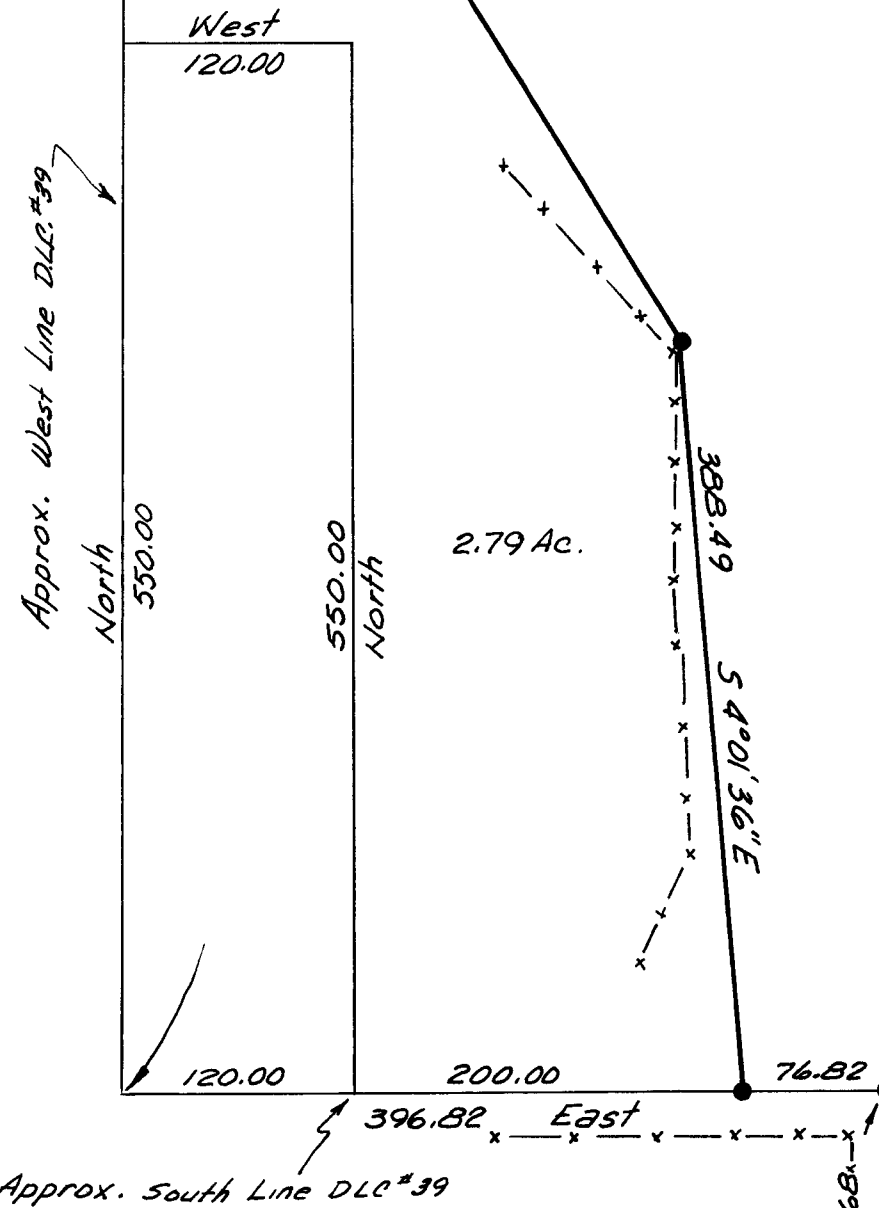 West
120.00
Approx. West Line D.L.C. #39
North
550.00
550.00
North
2.79 Ac.
388.49
S 4°01'36"E
120.00
200.00
76.82
396.82
East
Approx. South Line DLC #39